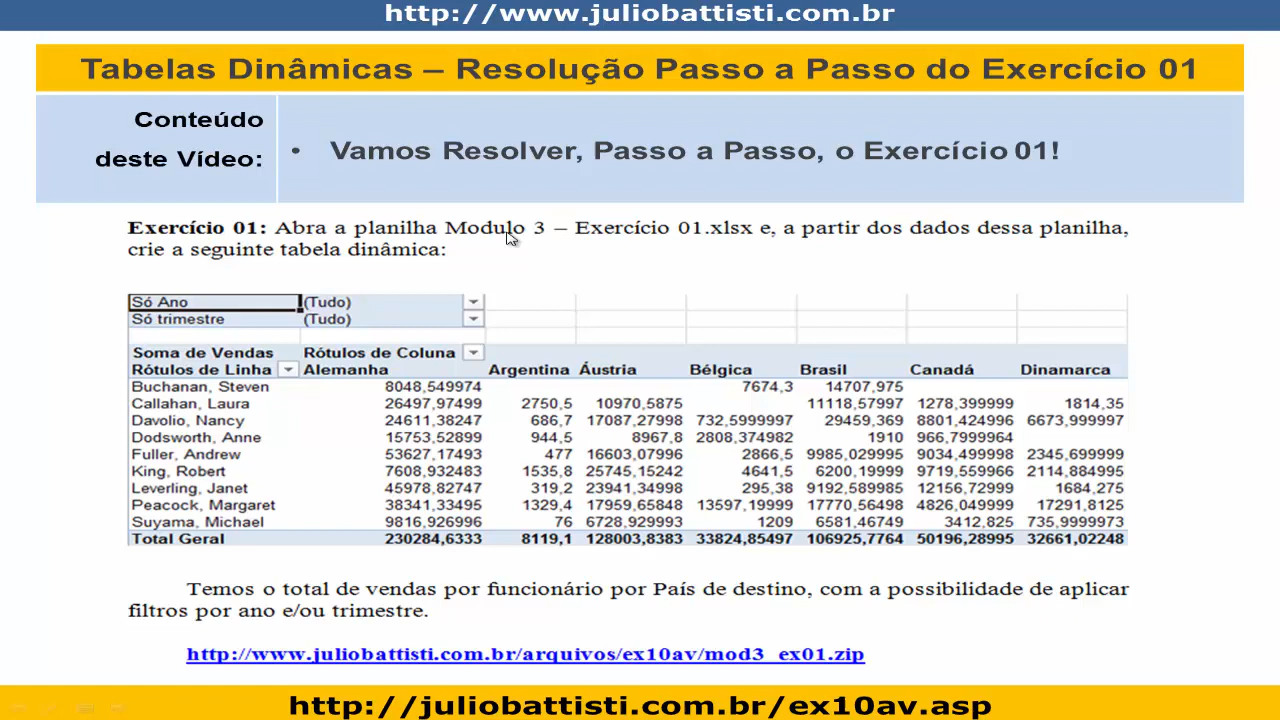 http://www.juliobattisti.com.br
Tabelas Dinâmicas – Resolução Passo a Passo do Exercício 01
Conteúdo
deste Vídeo:
• Vamos Resolver, Passo a Passo, o Exercício 01!
Exercício 01: Abra a planilha Modulo 3 – Exercício 01.xlsx e, a partir dos dados dessa planilha,
crie a seguinte tabela dinâmica:
Só Ano (Tudo)
Só trimestre (Tudo)
Soma de Vendas Rótulos de Coluna
Rótulos de Linha Alemanha Argentina Áustria Bélgica Brasil Canadá Dinamarca
Buchanan, Steven 8048,549974 7674,3 14707,975
Callahan, Laura 26497,97499 2750,5 10970,5875 11118,57997 1278,399999 1814,35
Davolio, Nancy 24611,38247 686,7 17087,27998 732,5999997 29459,369 8801,424996 6673,999997
Dodsworth, Anne 15753,52899 944,5 8967,8 2808,374982 1910 966,7999964
Fuller, Andrew 53627,17493 477 16603,07996 2866,5 9985,029995 9034,499998 2345,699999
King, Robert 7608,932483 1535,8 25745,15242 4641,5 6200,19999 9719,559966 2114,884995
Leverling, Janet 45978,82747 319,2 23941,34998 295,38 9192,589985 12156,72999 1684,275
Peacock, Margaret 38341,33495 1329,4 17959,65848 13597,19999 17770,56498 4826,049999 17291,8125
Suyama, Michael 9816,926996 76 6728,929993 1209 6581,46749 3412,825 735,9999973
Total Geral 230284,6333 8119,1 128003,8383 33824,85497 106925,7764 50196,28995 32661,02248
Temos o total de vendas por funcionário por País de destino, com a possibilidade de aplicar
filtros por ano e/ou trimestre.
http://www.juliobattisti.com.br/arquivos/ex10av/mod3_ex01.zip
http://juliobattisti.com.br/ex10av.asp